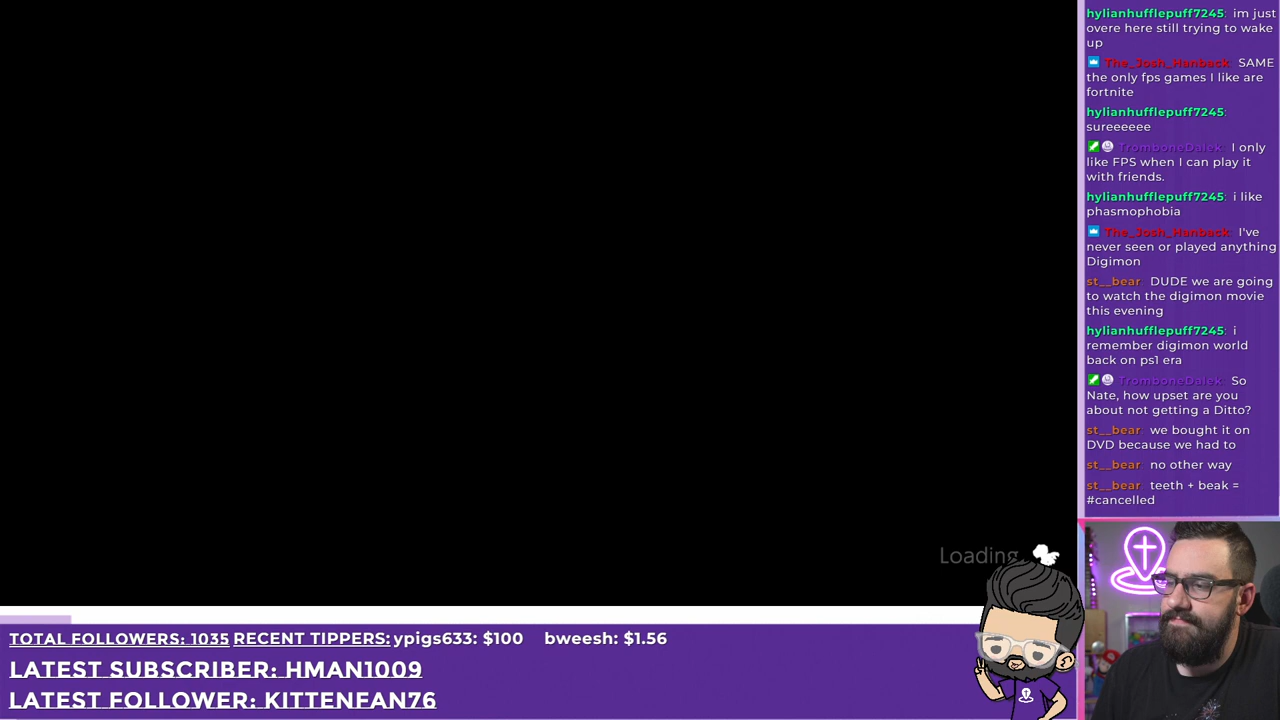 hylianhufflepuff7245: im just
overe here still trying to wake
up
The_Josh_Hanback: SAME
the only fps games I like are
fortnite
hylianhufflepuff7245:
sureeeeee
TromboneDalek: I only
like FPS when I can play it
with friends.
hylianhufflepuff7245: i like
phasmophobia
The_Josh_Hanback: I've
never seen or played anything
Digimon
st__bear: DUDE we are going
to watch the digimon movie
this evening
hylianhufflepuff7245: i
remember digimon world
back on ps1 era
TromboneDalek: So
Nate, how upset are you
about not getting a Ditto?
st__bear: we bought it on
DVD because we had to
st__bear: no other way
st__bear: teeth + beak =
#cancelled
Loading
TOTAL FOLLOWERS: 1035 RECENT TIPPERS: ypigs633: $100 bweesh: $1.56
LATEST SUBSCRIBER: HMAN1009
LATEST FOLLOWER: KITTENFAN76